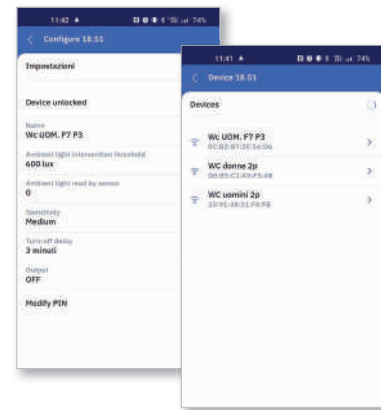 11:42
74%
Configure 18.51
Impostazioni
Device unlocked
Name
Wc UOM. F7 P3
Ambient light intervention threshold
600 lux
Ambient light read by sensor
0
Sensitivity
Medium
Turn-off delay
3 minuti
Output
OFF
Modify PIN
11:41
74%
Device 18.51
Devices
Wc UOM. F7 P3
WC donne 2p
WC uomini 2p